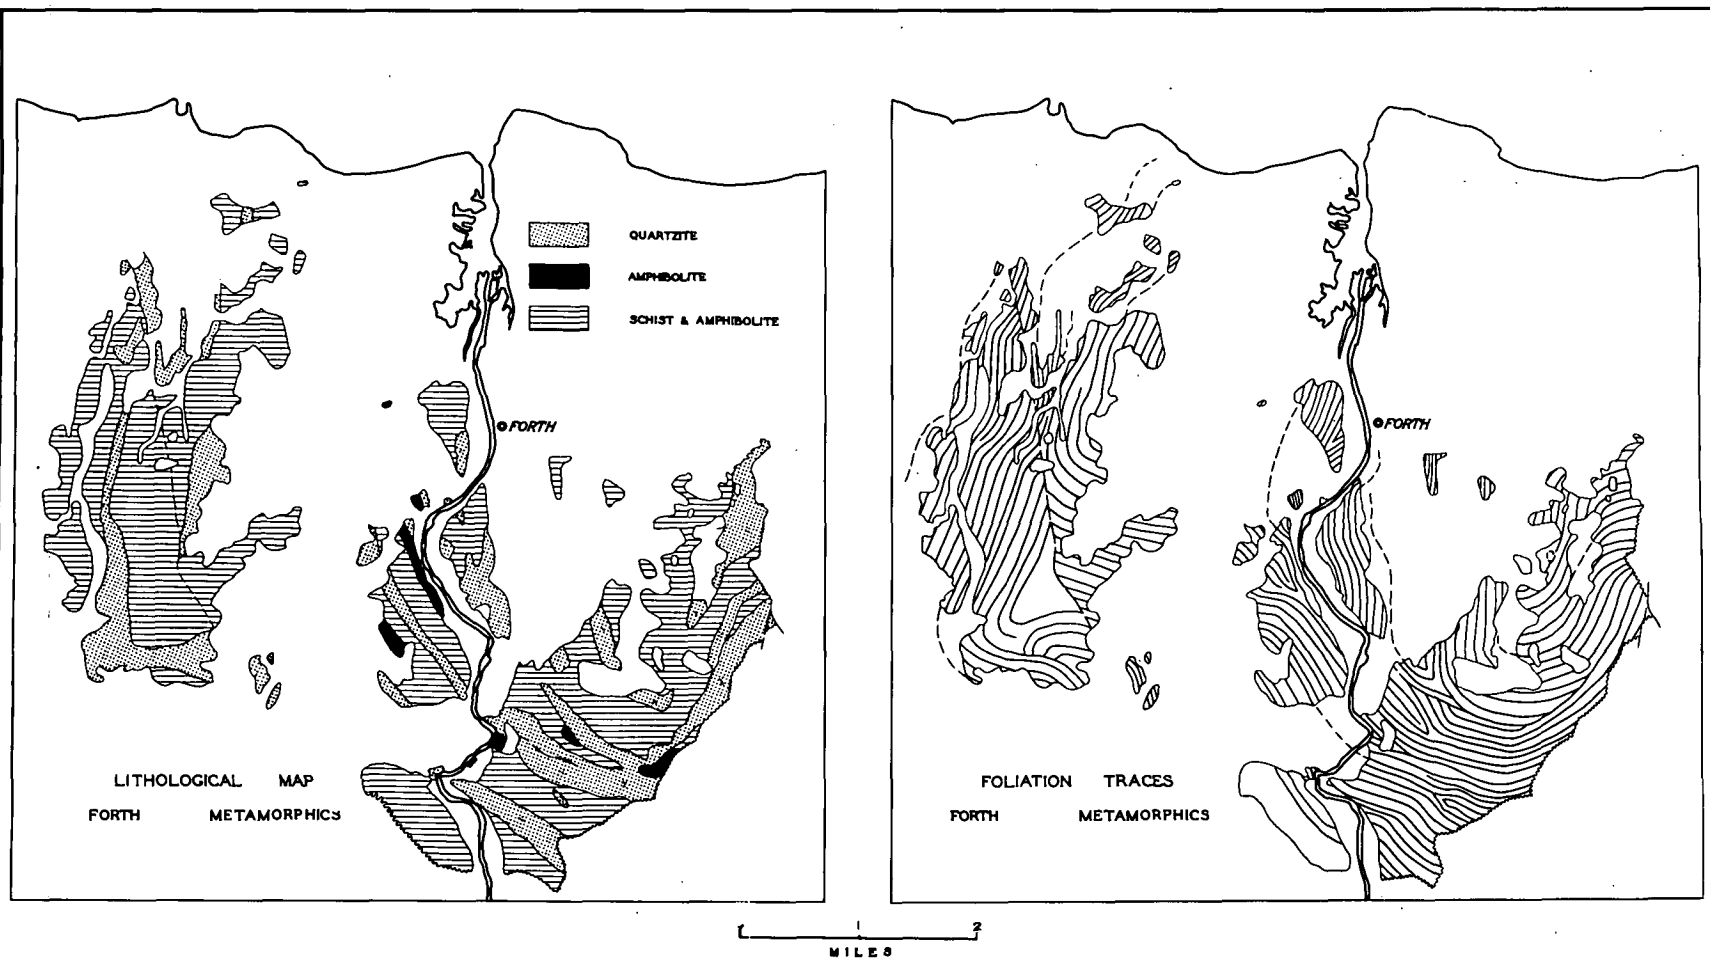 QUARTZITE
AMPHIBOLITE
SCHIST & AMPHIBOLITE
FORTH
LITHOLOGICAL MAP
FORTH METAMORPHICS
FORTH
FOLIATION TRACES
FORTH METAMORPHICS
1 2
MILES